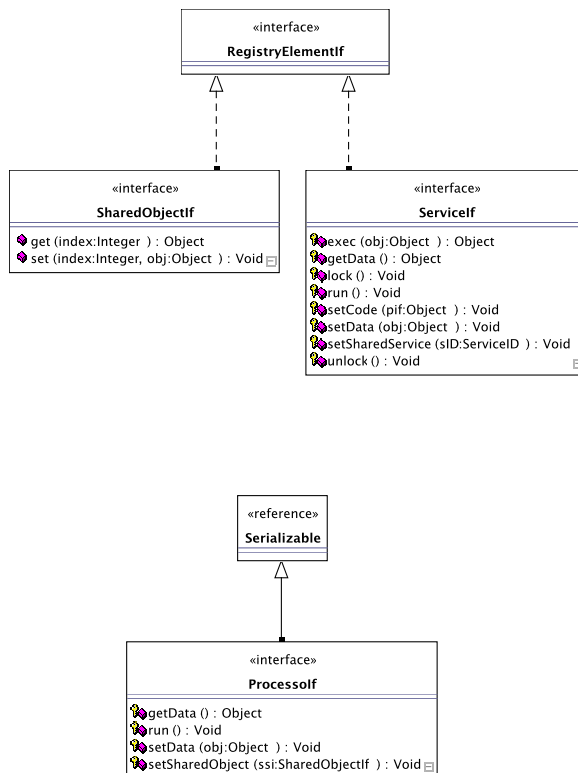 «interface»
RegistryElementIf
«interface»
SharedObjectIf
get (index:Integer ) : Object
set (index:Integer, obj:Object ) : Void
«interface»
ServiceIf
exec (obj:Object ) : Object
getData () : Object
lock () : Void
run () : Void
setCode (pif:Object ) : Void
setData (obj:Object ) : Void
setSharedService (sID:ServiceID ) : Void
unlock () : Void
«reference»
Serializable
«interface»
ProcessoIf
getData () : Object
run () : Void
setData (obj:Object ) : Void
setSharedObject (ssi:SharedObjectIf ) : Void